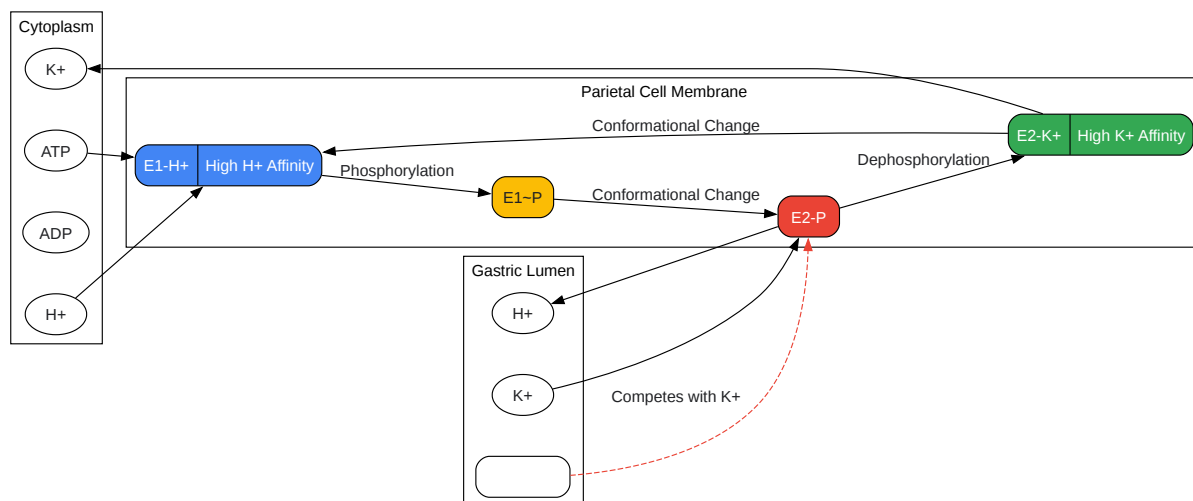 Cytoplasm
K+
Parietal Cell Membrane
Conformational Change
E2-K+ High K+ Affinity
ATP
E1-H+ High H+ Affinity
Phosphorylation
Dephosphorylation
E1~P
Conformational Change
E2-P
ADP
H+
Gastric Lumen
H+
K+
Competes with K+